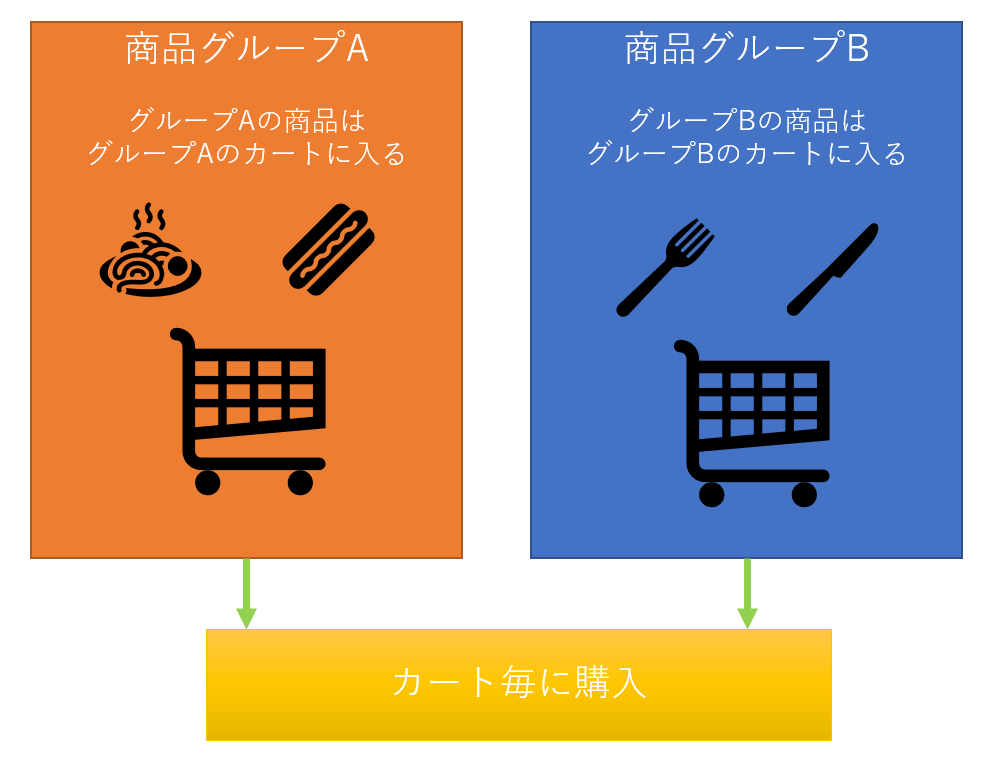 商品グループA
グループAの商品は
グループAのカートに入る
商品グループB
グループBの商品は
グループBのカートに入る
カート毎に購入